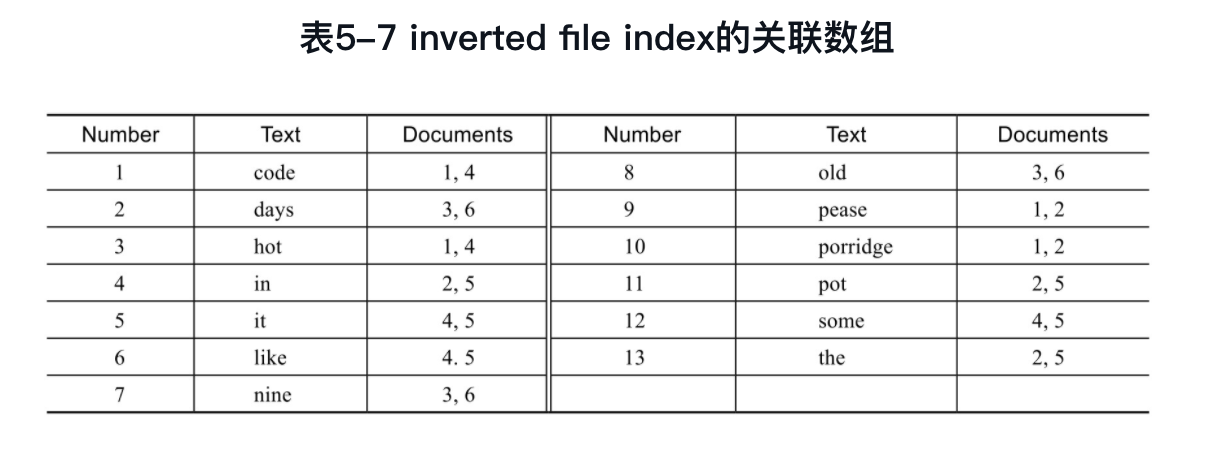 表5–7 inverted file index的关联数组
Number Text Documents Number Text Documents
1 code 1, 4 8 old 3, 6
2 days 3, 6 9 pease 1, 2
3 hot 1, 4 10 porridge 1, 2
4 in 2, 5 11 pot 2, 5
5 it 4, 5 12 some 4, 5
6 like 4. 5 13 the 2, 5
7 nine 3, 6